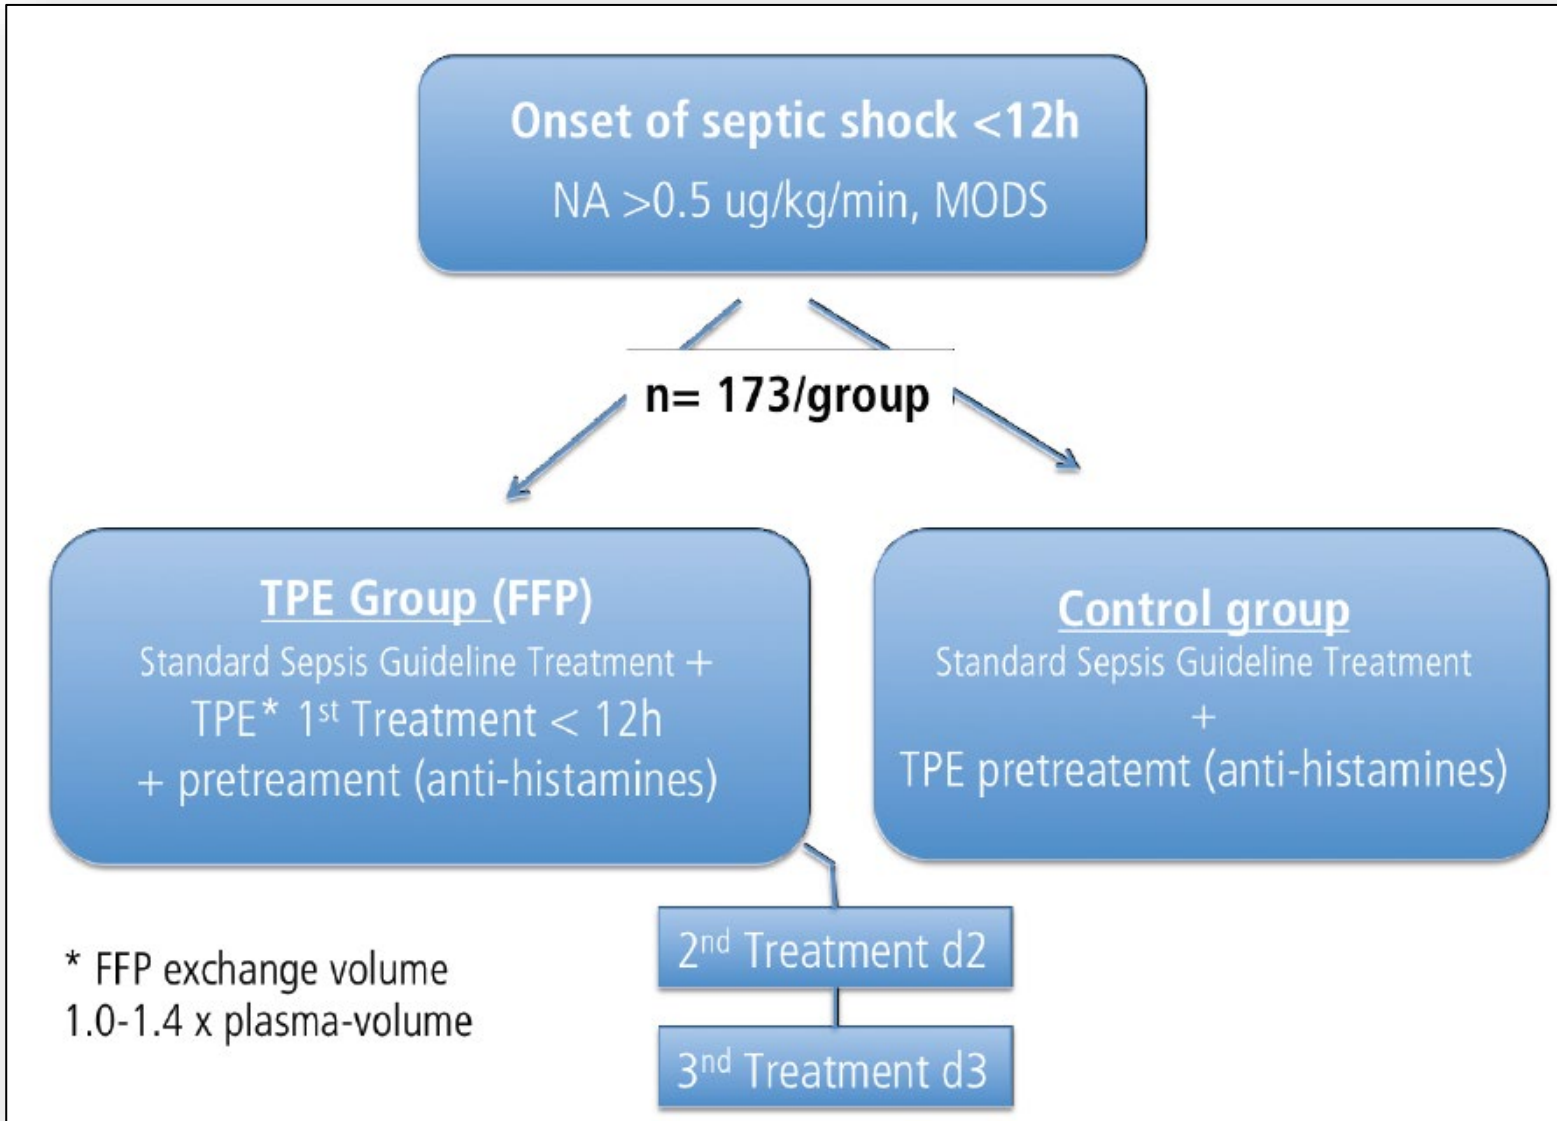 Onset of septic shock <12h
NA >0.5 ug/kg/min, MODS
n= 173/group
TPE Group (FFP)
Standard Sepsis Guideline Treatment +
TPE* 1st Treatment < 12h
+ pretreament (anti-histamines)
Control group
Standard Sepsis Guideline Treatment
+
TPE pretreatemt (anti-histamines)
2nd Treatment d2
3nd Treatment d3
* FFP exchange volume
1.0-1.4 x plasma-volume